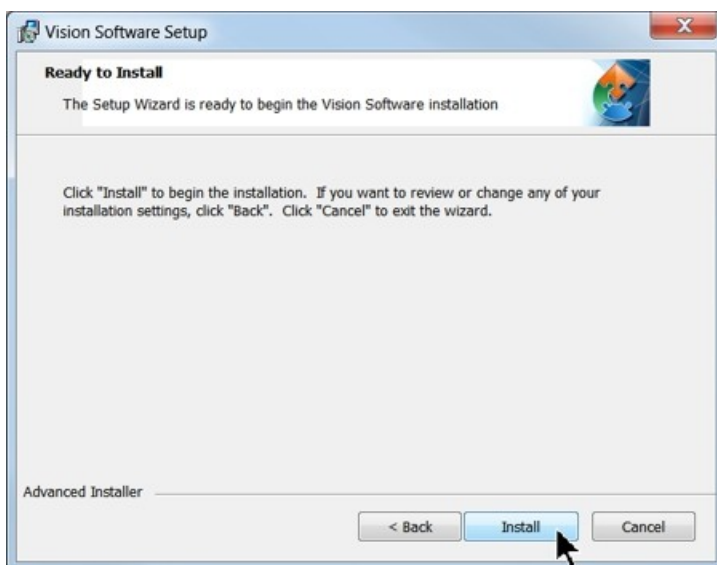 Vision Software Setup
Ready to Install
The Setup Wizard is ready to begin the Vision Software installation
Click "Install" to begin the installation.  If you want to review or change any of your
installation settings, click "Back".  Click "Cancel" to exit the wizard.
Advanced Installer
< Back Install Cancel